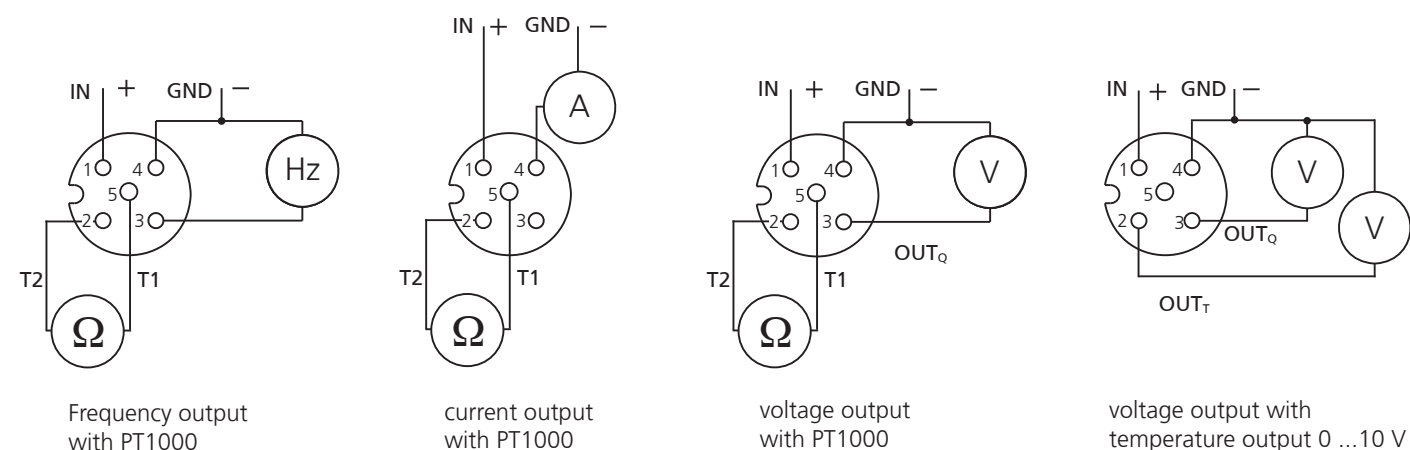 IN + GND −
Hz
1 4
5
2 3
T2 T1
Ω
Frequency output
with PT1000
IN + GND −
A
1 4
5
2 3
T2 T1
Ω
current output
with PT1000
IN + GND −
V
1 4
5
2 3
OUTQ
T2 T1
Ω
voltage output
with PT1000
IN + GND −
V
V
1 4
5
2 3
OUTQ
OUTT
voltage output with
temperature output 0 ...10 V